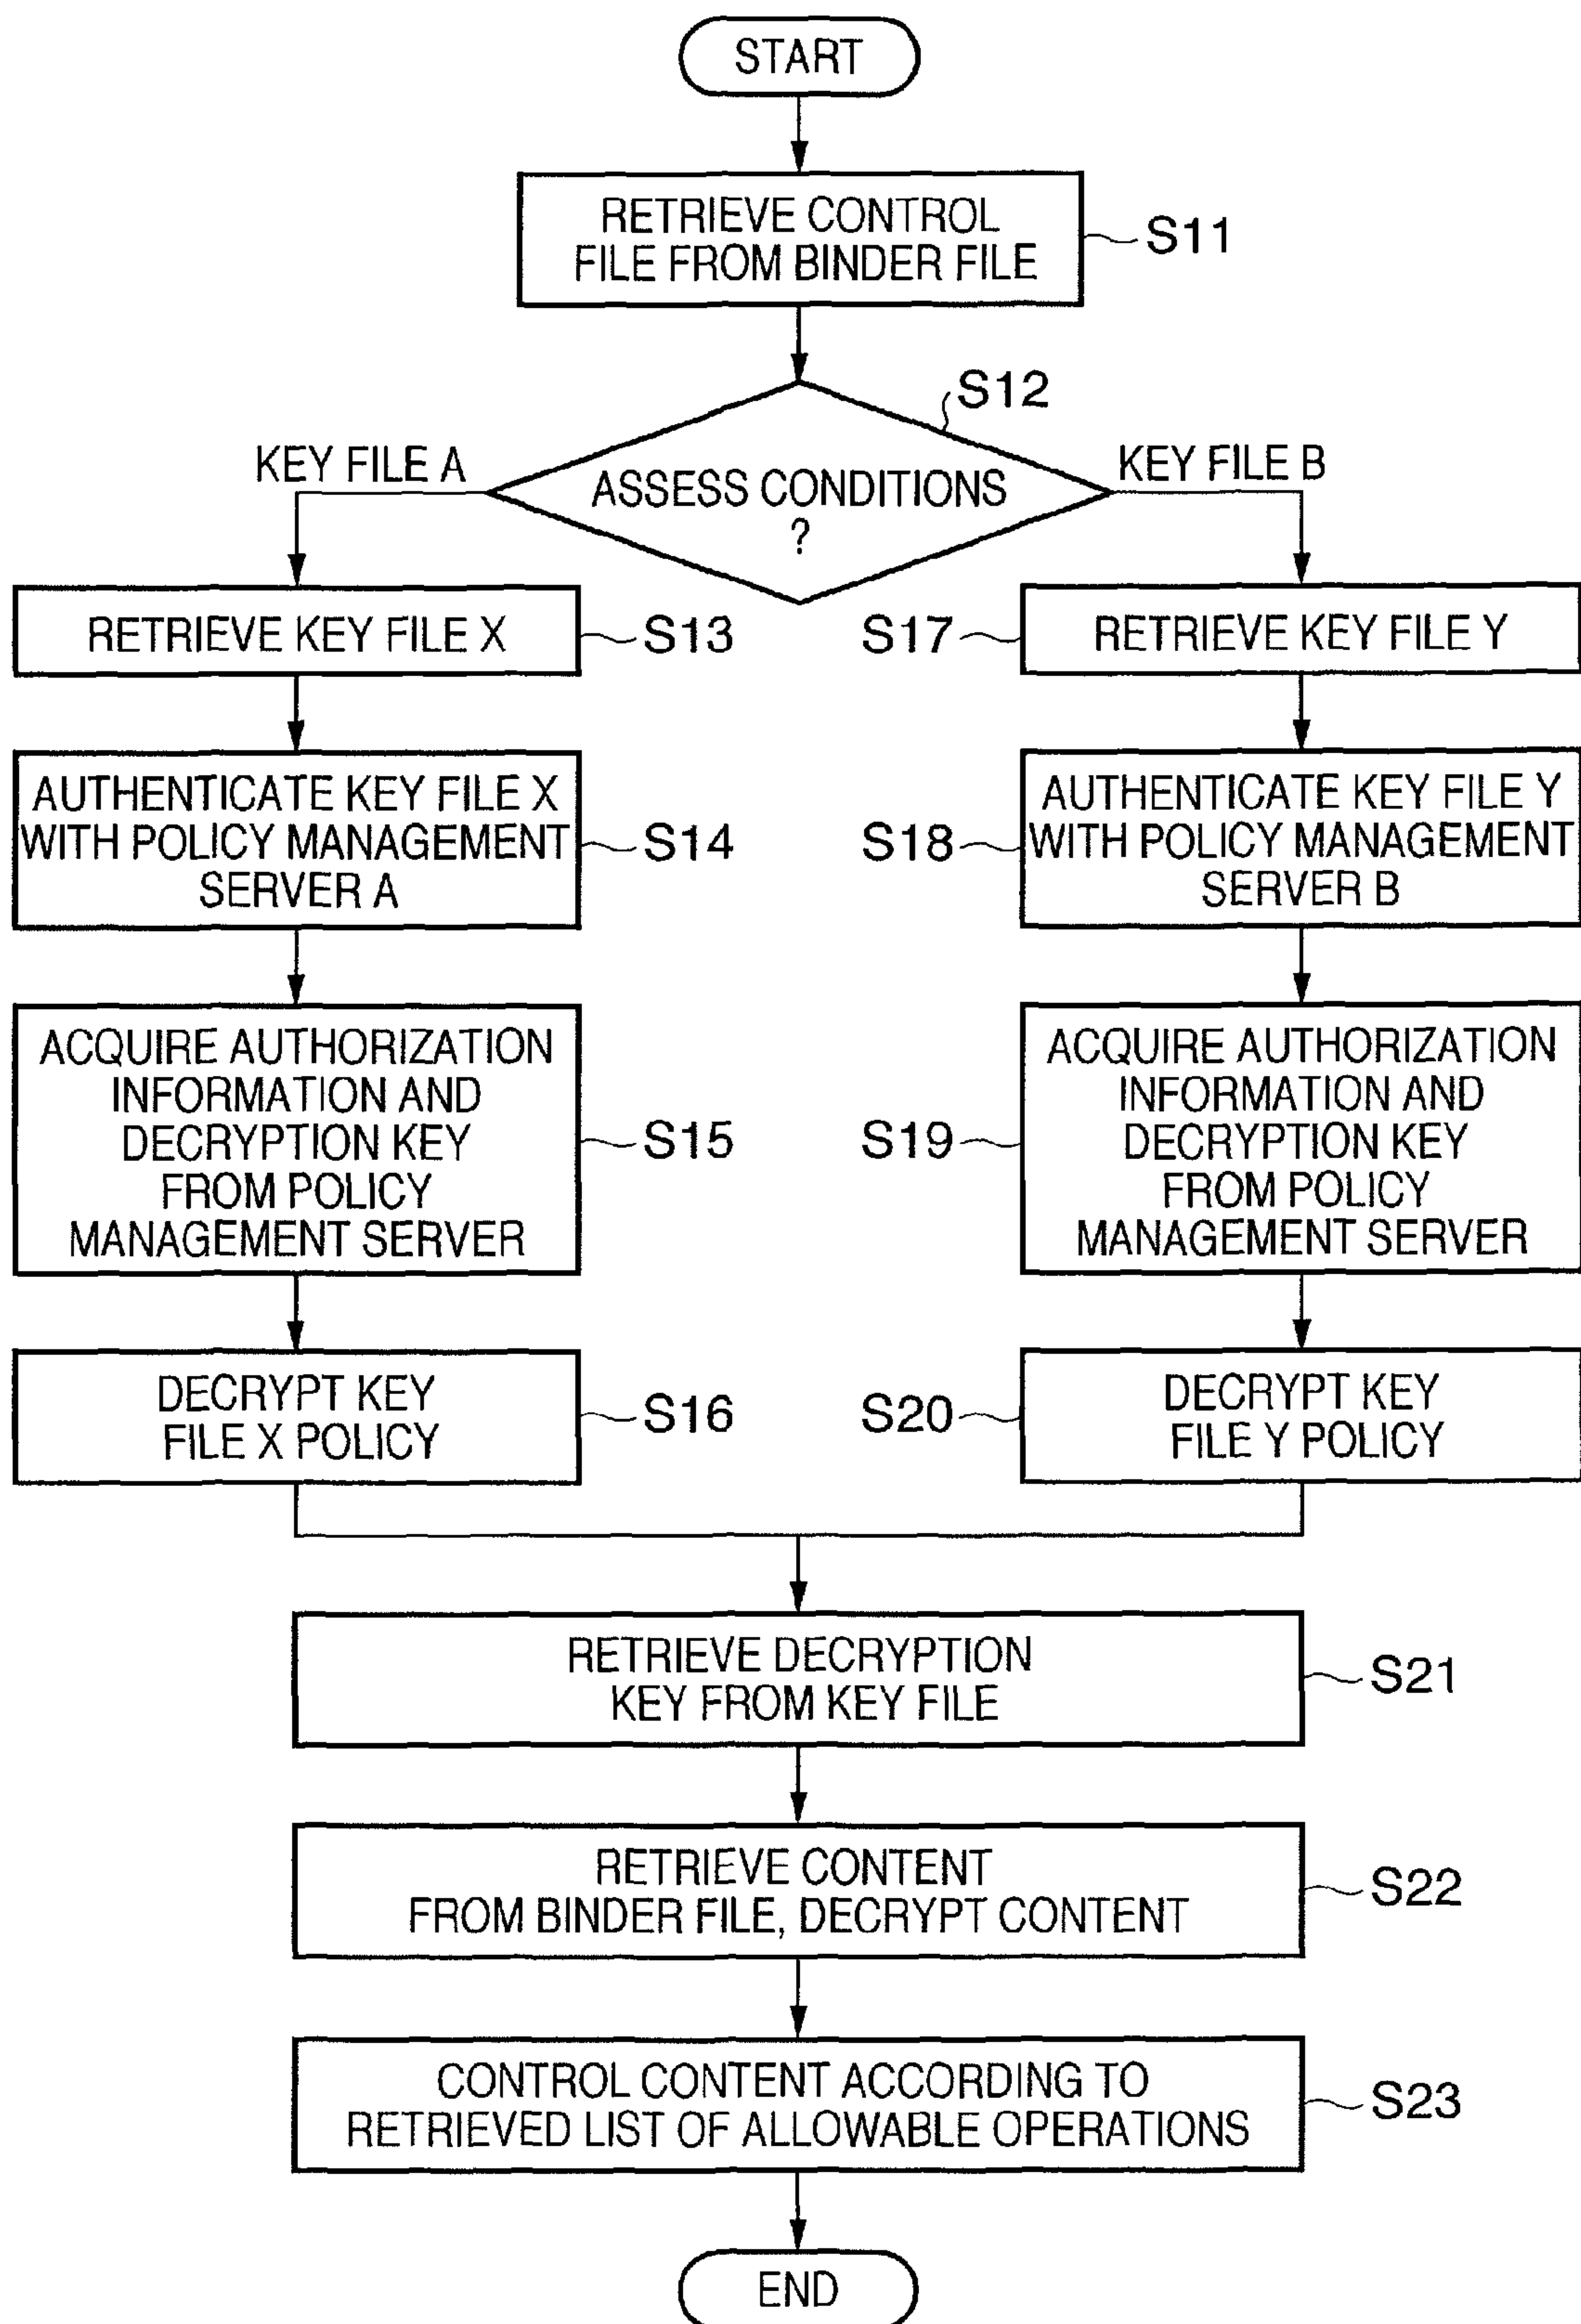 START
RETRIEVE CONTROL
FILE FROM BINDER FILE
S11
S12
KEY FILE A
ASSESS CONDITIONS
?
KEY FILE B
RETRIEVE KEY FILE X
S13
AUTHENTICATE KEY FILE X
WITH POLICY MANAGEMENT
SERVER A
S14
ACQUIRE AUTHORIZATION
INFORMATION AND
DECRYPTION KEY
FROM POLICY
MANAGEMENT SERVER
S15
DECRYPT KEY
FILE X POLICY
S16
S17
RETRIEVE KEY FILE Y
S18
AUTHENTICATE KEY FILE Y
WITH POLICY MANAGEMENT
SERVER B
S19
ACQUIRE AUTHORIZATION
INFORMATION AND
DECRYPTION KEY
FROM POLICY
MANAGEMENT SERVER
S20
DECRYPT KEY
FILE Y POLICY
RETRIEVE DECRYPTION
KEY FROM KEY FILE
S21
RETRIEVE CONTENT
FROM BINDER FILE, DECRYPT CONTENT
S22
CONTROL CONTENT ACCORDING TO
RETRIEVED LIST OF ALLOWABLE OPERATIONS
S23
END